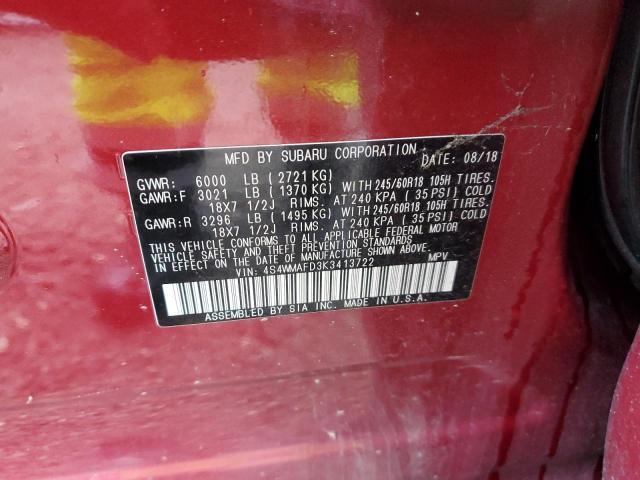 MFD BY SUBARU CORPORATION DATE: 08/18
GVWR: 6000 LB (2721 KG)
GAWR:F 3021 LB (1370 KG) WITH 245/60R18 105H TIRES.
18X7 1/2J RIMS. AT 240 KPA (35 PSI) COLD
GAWR:R 3296 LB (1495 KG) WITH 245/60R18 105H TIRES.
18X7 1/2J RIMS. AT 240 KPA (35 PSI) COLD
THIS VEHICLE CONFORMS TO ALL APPLICABLE FEDERAL MOTOR
VEHICLE SAFETY AND THEFT PREVENTION STANDARDS IN
EFFECT ON THE DATE OF MANUFACTURE SHOWN ABOVE.
VIN: 4S4WMAFD3K3413722 MPV
ASSEMBLED BY SIA INC. MADE IN U.S.A.